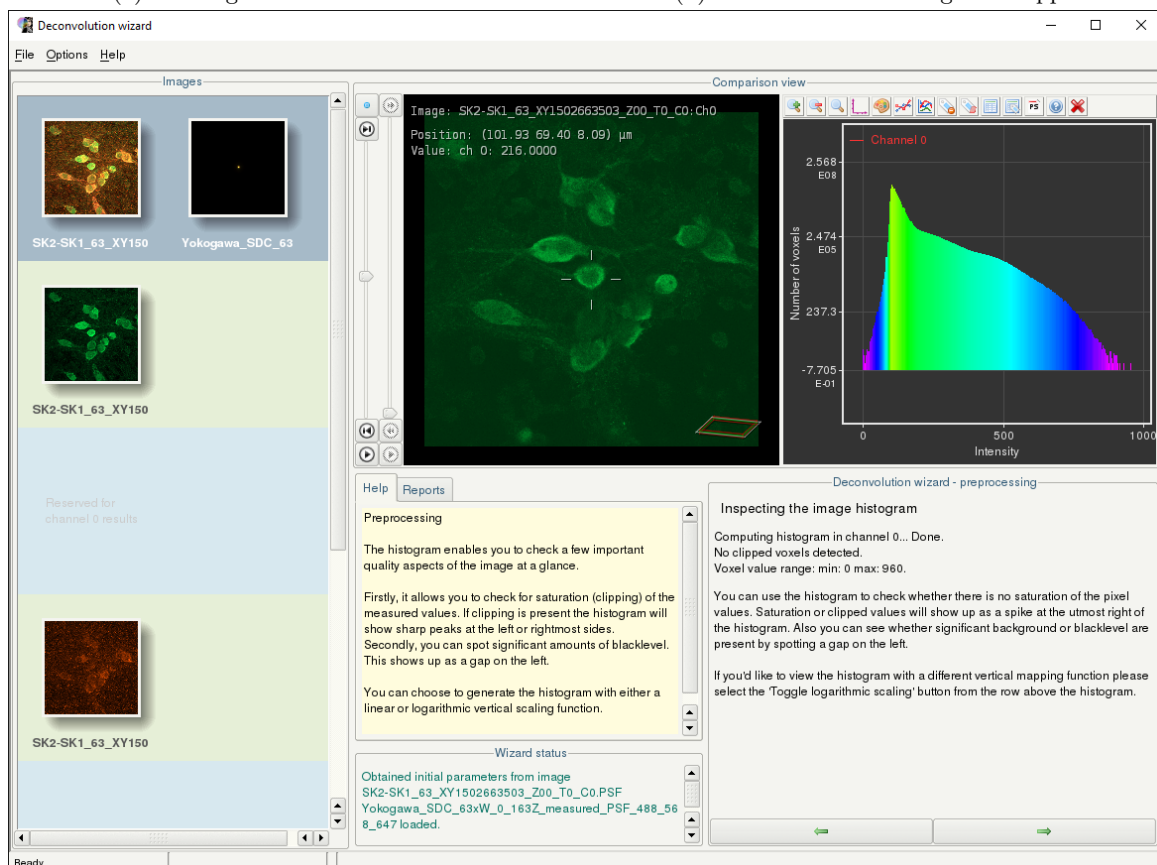 Deconvolution wizard
File Options Help
Images
SK2-SK1_63_XY150 Yokogawa_SDC_63
SK2-SK1_63_XY150
Reserved for
channel 0 results
SK2-SK1_63_XY150
Comparison view
Image: SK2-SK1_63_XY1502663503_Z00_T0_C0:Ch0
Position: (101.93 69.40 8.09) μm
Value: ch 0: 216.0000
PS
Channel 0
Number of voxels
2.568
E08
2.474
E05
237.3
-7.705
E-01
0 500 1000
Intensity
Help Reports
Preprocessing
The histogram enables you to check a few important
quality aspects of the image at a glance.
Firstly, it allows you to check for saturation (clipping) of the
measured values. If clipping is present the histogram will
show sharp peaks at the left or rightmost sides.
Secondly, you can spot significant amounts of blacklevel.
This shows up as a gap on the left.
You can choose to generate the histogram with either a
linear or logarithmic vertical scaling function.
Wizard status
Obtained initial parameters from image
SK2-SK1_63_XY1502663503_Z00_T0_C0.PSF
Yokogawa_SDC_63xW_0_163Z_measured_PSF_488_56
8_647 loaded.
Deconvolution wizard - preprocessing
Inspecting the image histogram
Computing histogram in channel 0... Done.
No clipped voxels detected.
Voxel value range: min: 0 max: 960.
You can use the histogram to check whether there is no saturation of the pixel
values. Saturation or clipped values will show up as a spike at the utmost right of
the histogram. Also you can see whether significant background or blacklevel are
present by spotting a gap on the left.
If you'd like to view the histogram with a different vertical mapping function please
select the 'Toggle logarithmic scaling' button from the row above the histogram.
Ready